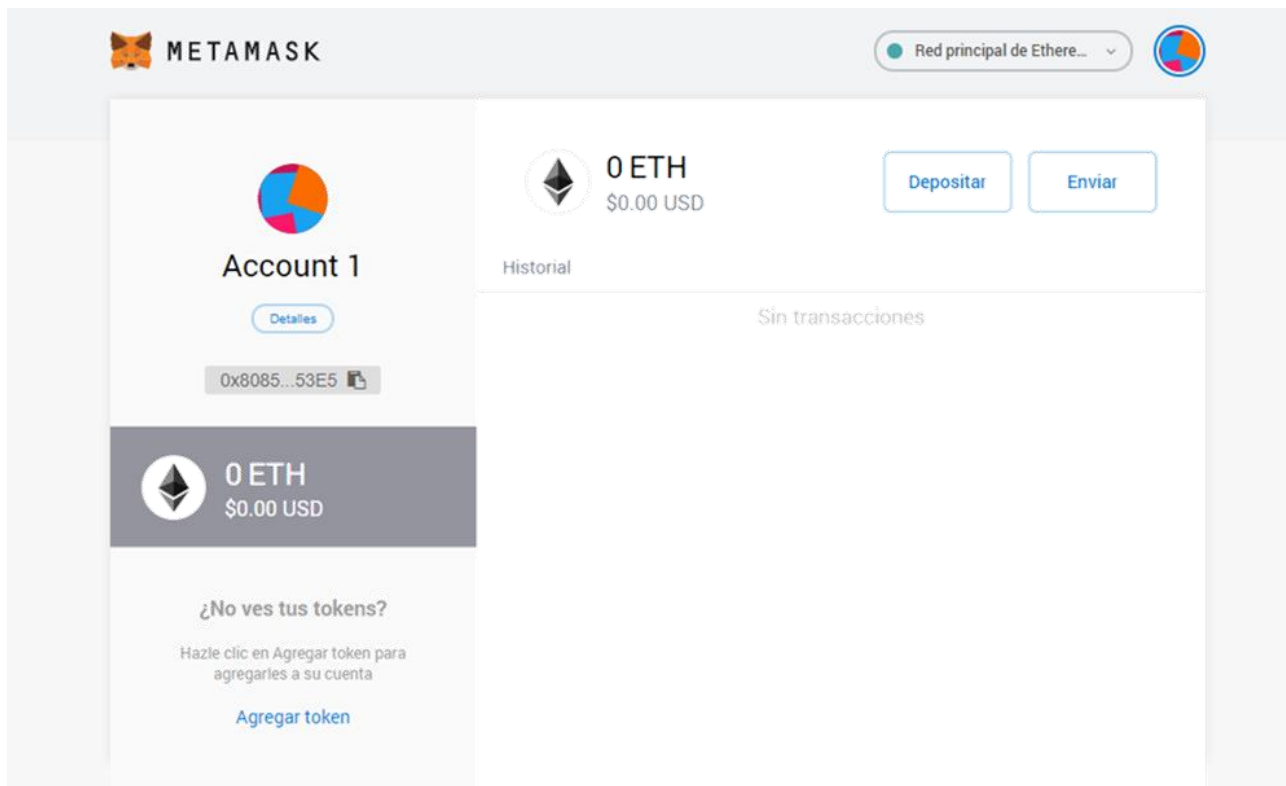 METAMASK
Red principal de Ethere...
Account 1
Detalles
0x8085...53E5
0 ETH
$0.00 USD
¿No ves tus tokens?
Hazle clic en Agregar token para
agregarles a su cuenta
Agregar token
0 ETH
$0.00 USD
Depositar
Enviar
Historial
Sin transacciones